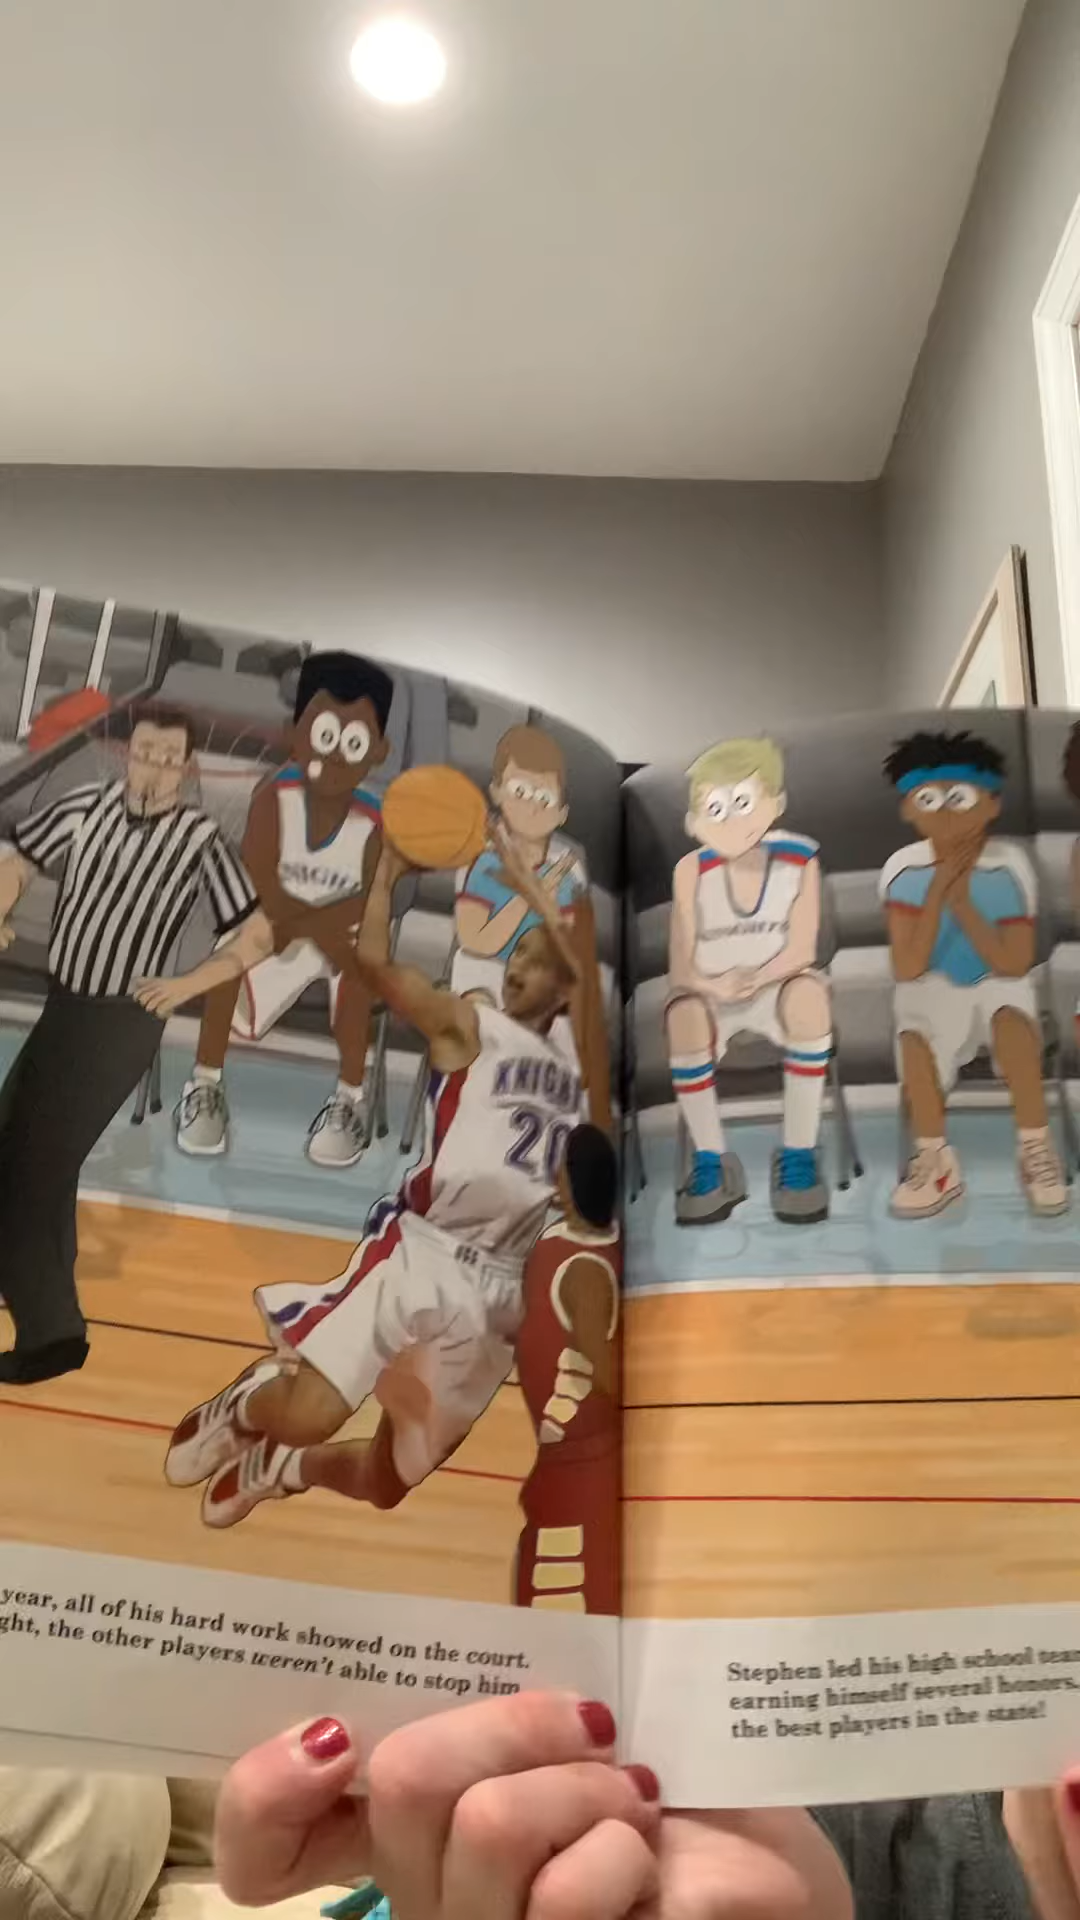 KNIGH
20
year, all of his hard work showed on the court.
ght, the other players weren't able to stop him
Stephen led his high school tea
earning himself several honors.
the best players in the state!